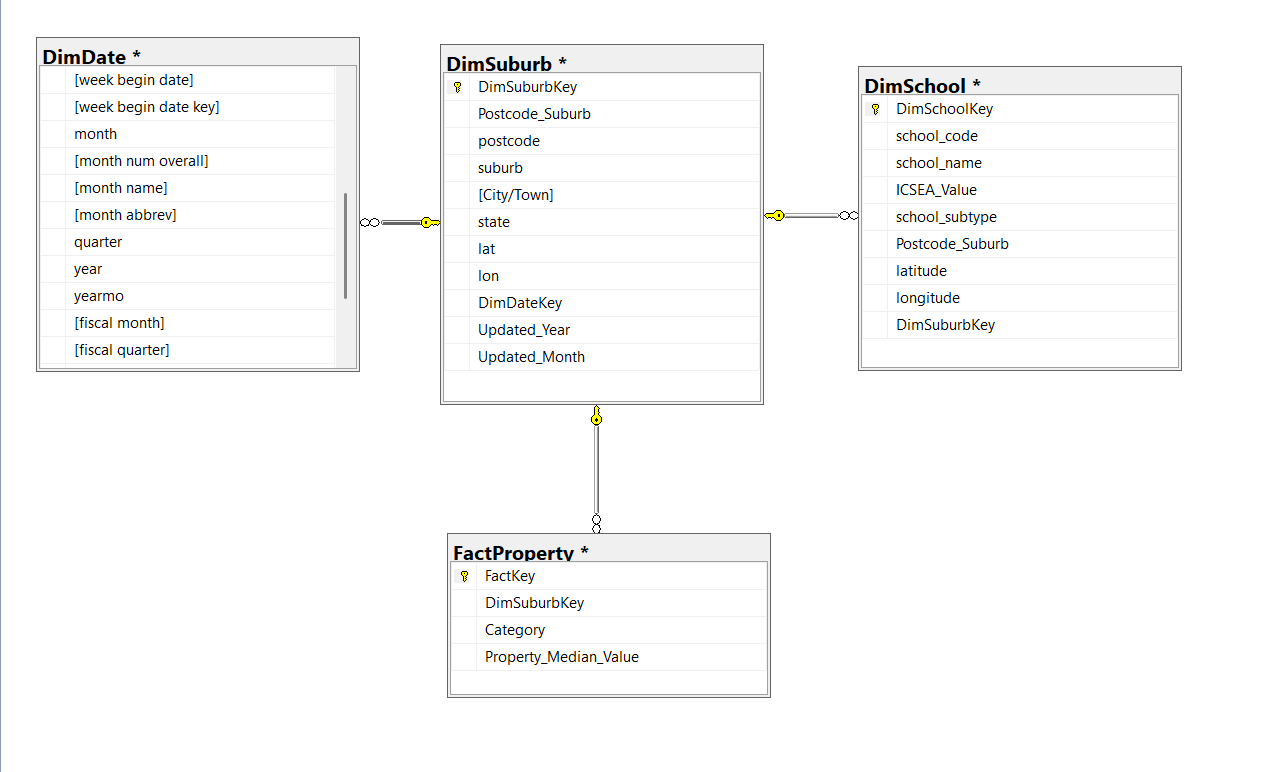 DimDate *
[week begin date]
[week begin date key]
month
[month num overall]
[month name]
[month abbrev]
quarter
year
yearmo
[fiscal month]
[fiscal quarter]
DimSuburb *
DimSuburbKey
Postcode_Suburb
postcode
suburb
[City/Town]
state
lat
lon
DimDateKey
Updated_Year
Updated_Month
DimSchool *
DimSchoolKey
school_code
school_name
ICSEA_Value
school_subtype
Postcode_Suburb
latitude
longitude
DimSuburbKey
FactProperty *
FactKey
DimSuburbKey
Category
Property_Median_Value